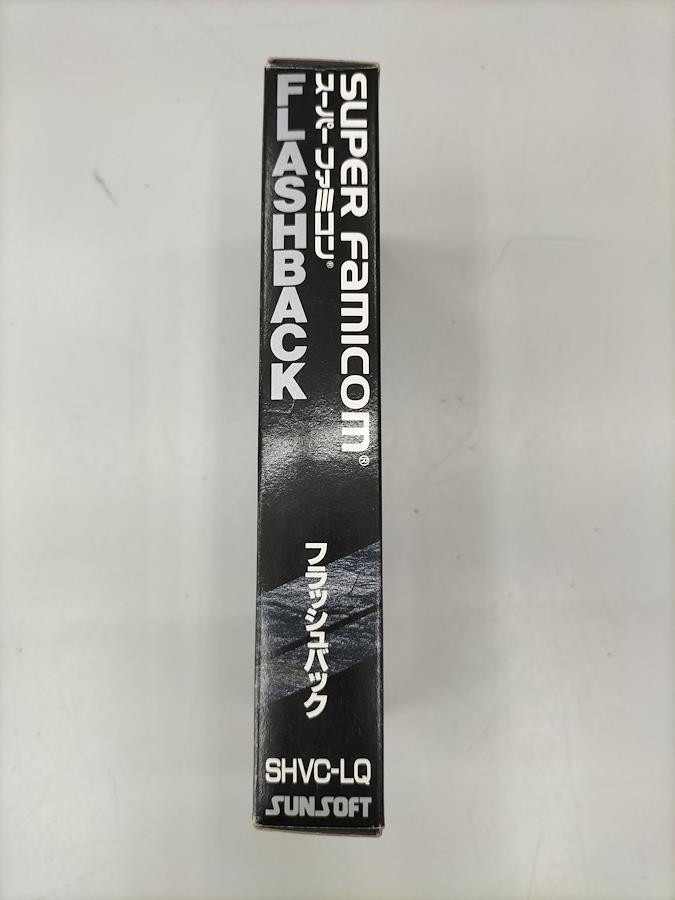 SUPER FAMICOM®
スーパーファミコン®
FLASHBACK
フラッシュバック
SHVC-LQ
SUNSOFT